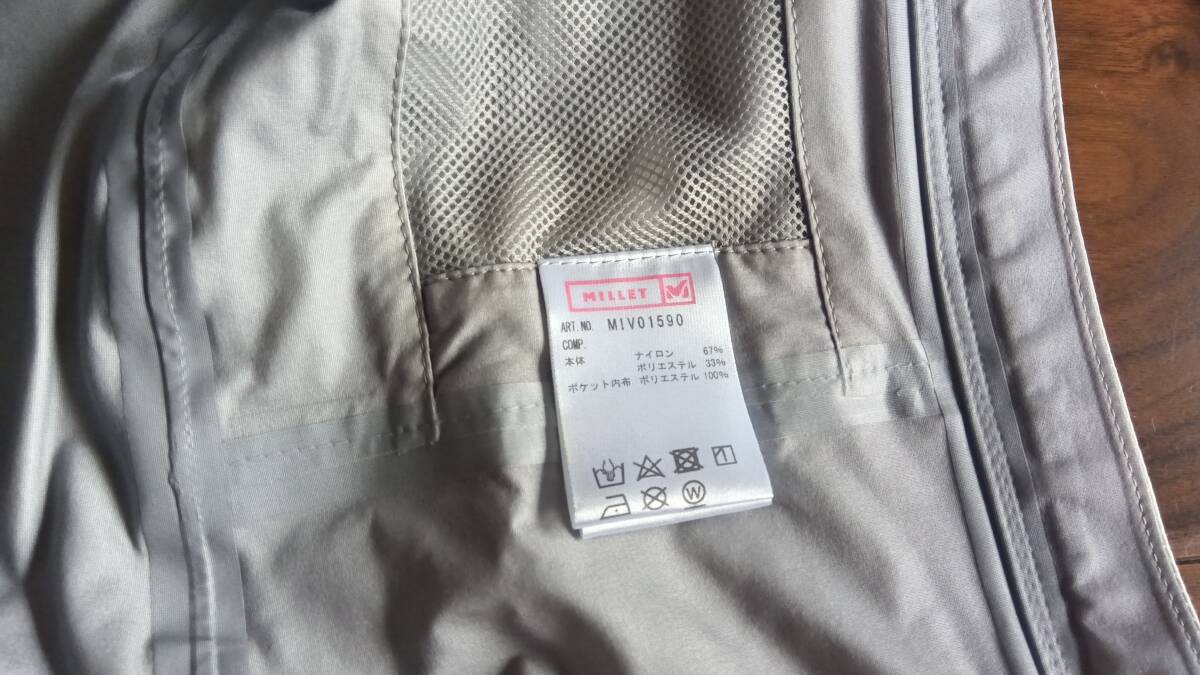 MILLET
ART.NO. MIV01590
COMP.
本体 ナイロン 67%
ポリエステル 33%
ポケット内布 ポリエステル 100%
W